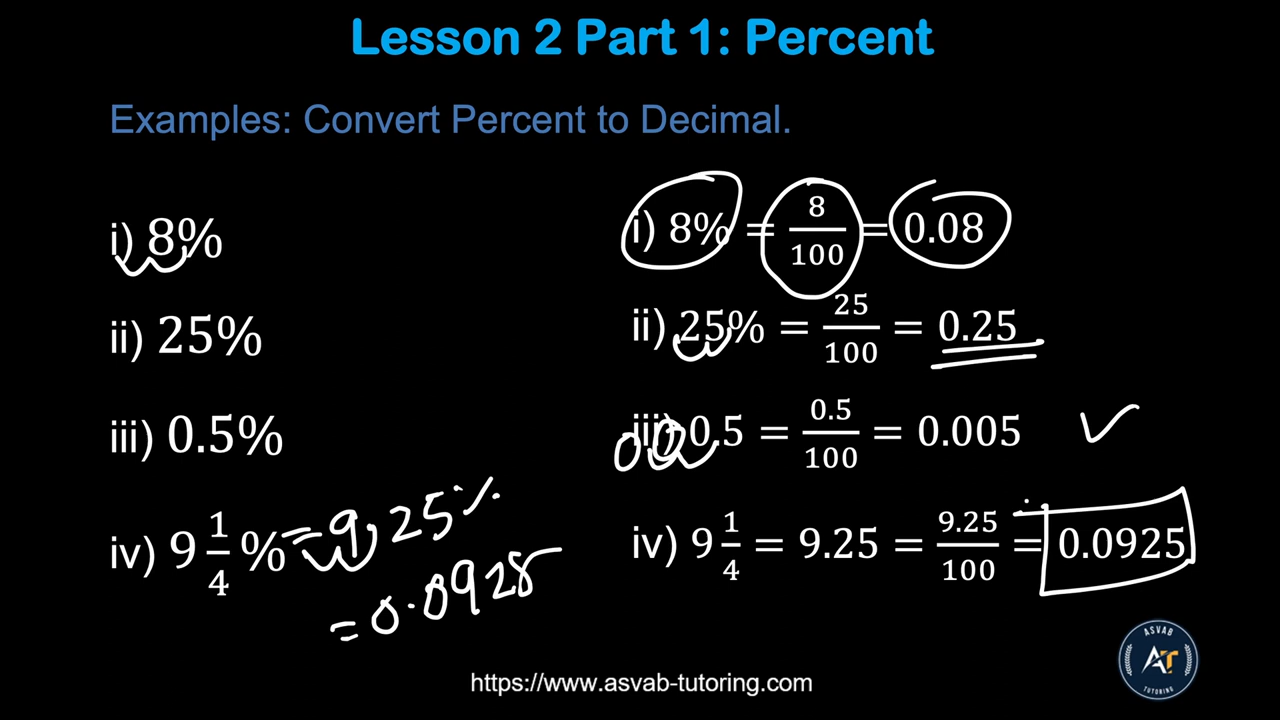 Lesson 2 Part 1: Percent
Examples: Convert Percent to Decimal.
i) 8%
ii) 25%
iii) 0.5%
iv) 9 1/4 % = 9.25%
= 0.0925
i) 8% = 8/100 = 0.08
ii) 25% = 25/100 = 0.25
iii) 0.5 = 0.5/100 = 0.005
00
iv) 9 1/4 = 9.25 = 9.25/100 = 0.0925
https://www.asvab-tutoring.com
ASVAB
AT
TUTORING